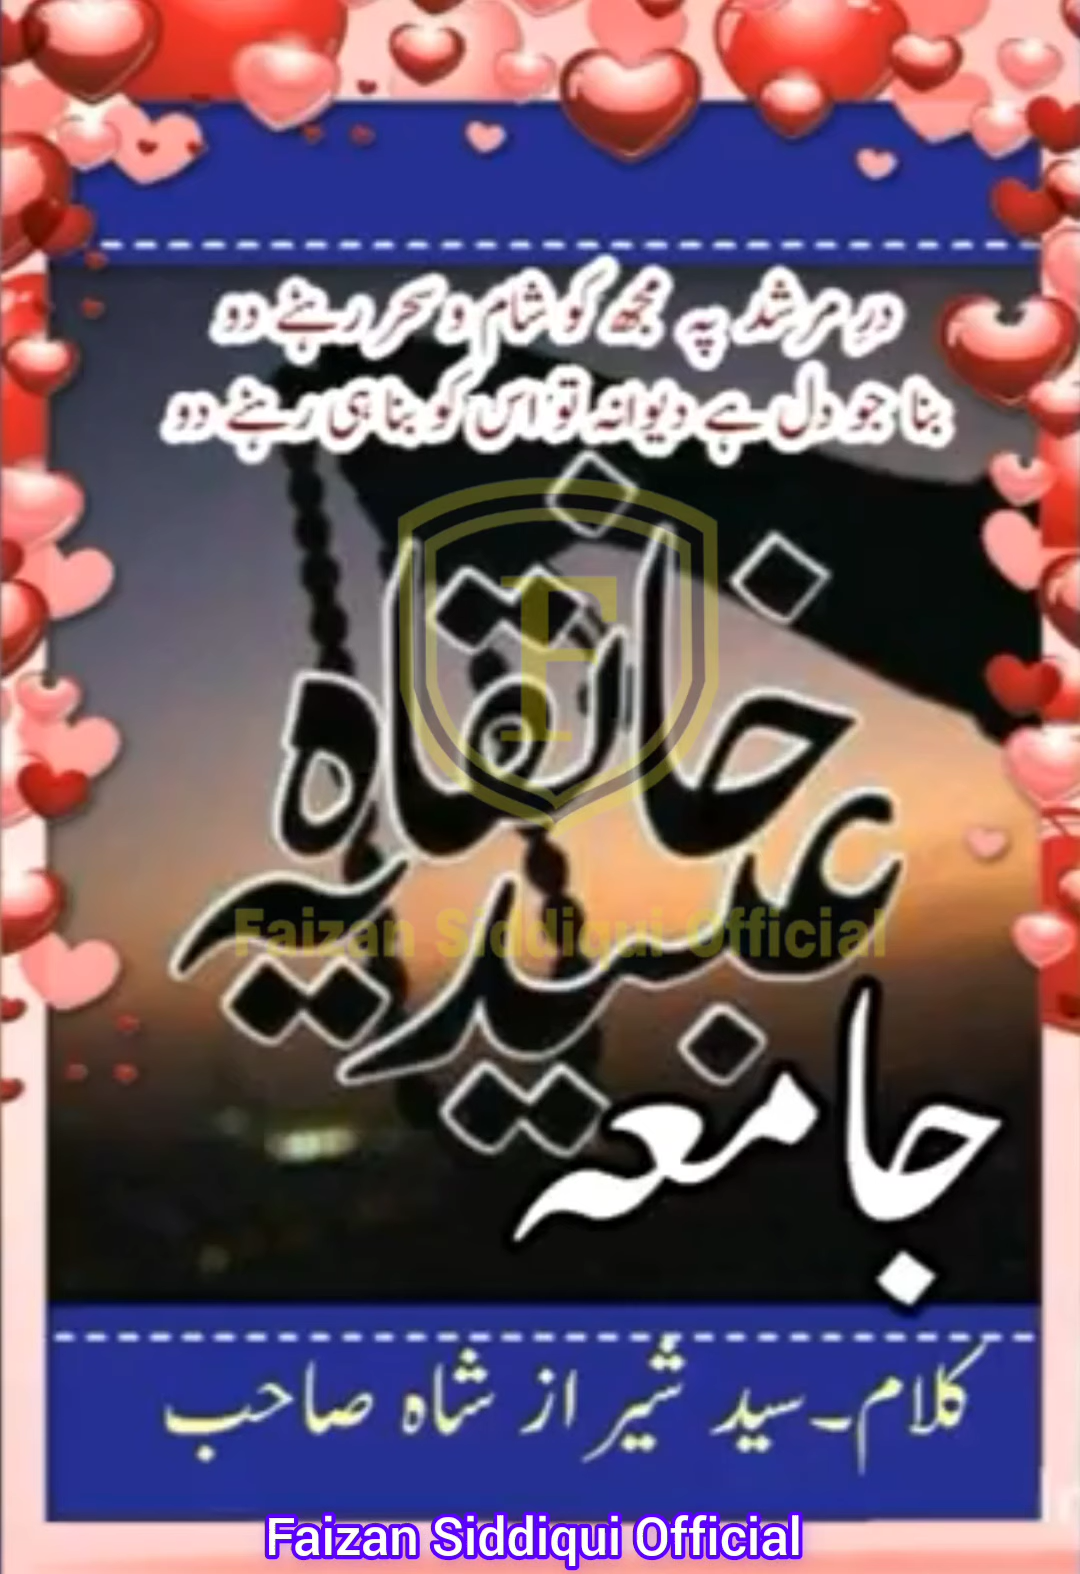 درِ مرشد پہ مجھ کو شام و سحر رہنے دو
بنا جو دل ہے دیوانہ تو اس کو بنا ہی رہنے دو
F
خانقاہ
عبیدیہ
Faizan Siddiqui Official
جامعہ
کلام۔سید شیراز شاہ صاحب
Faizan Siddiqui Official